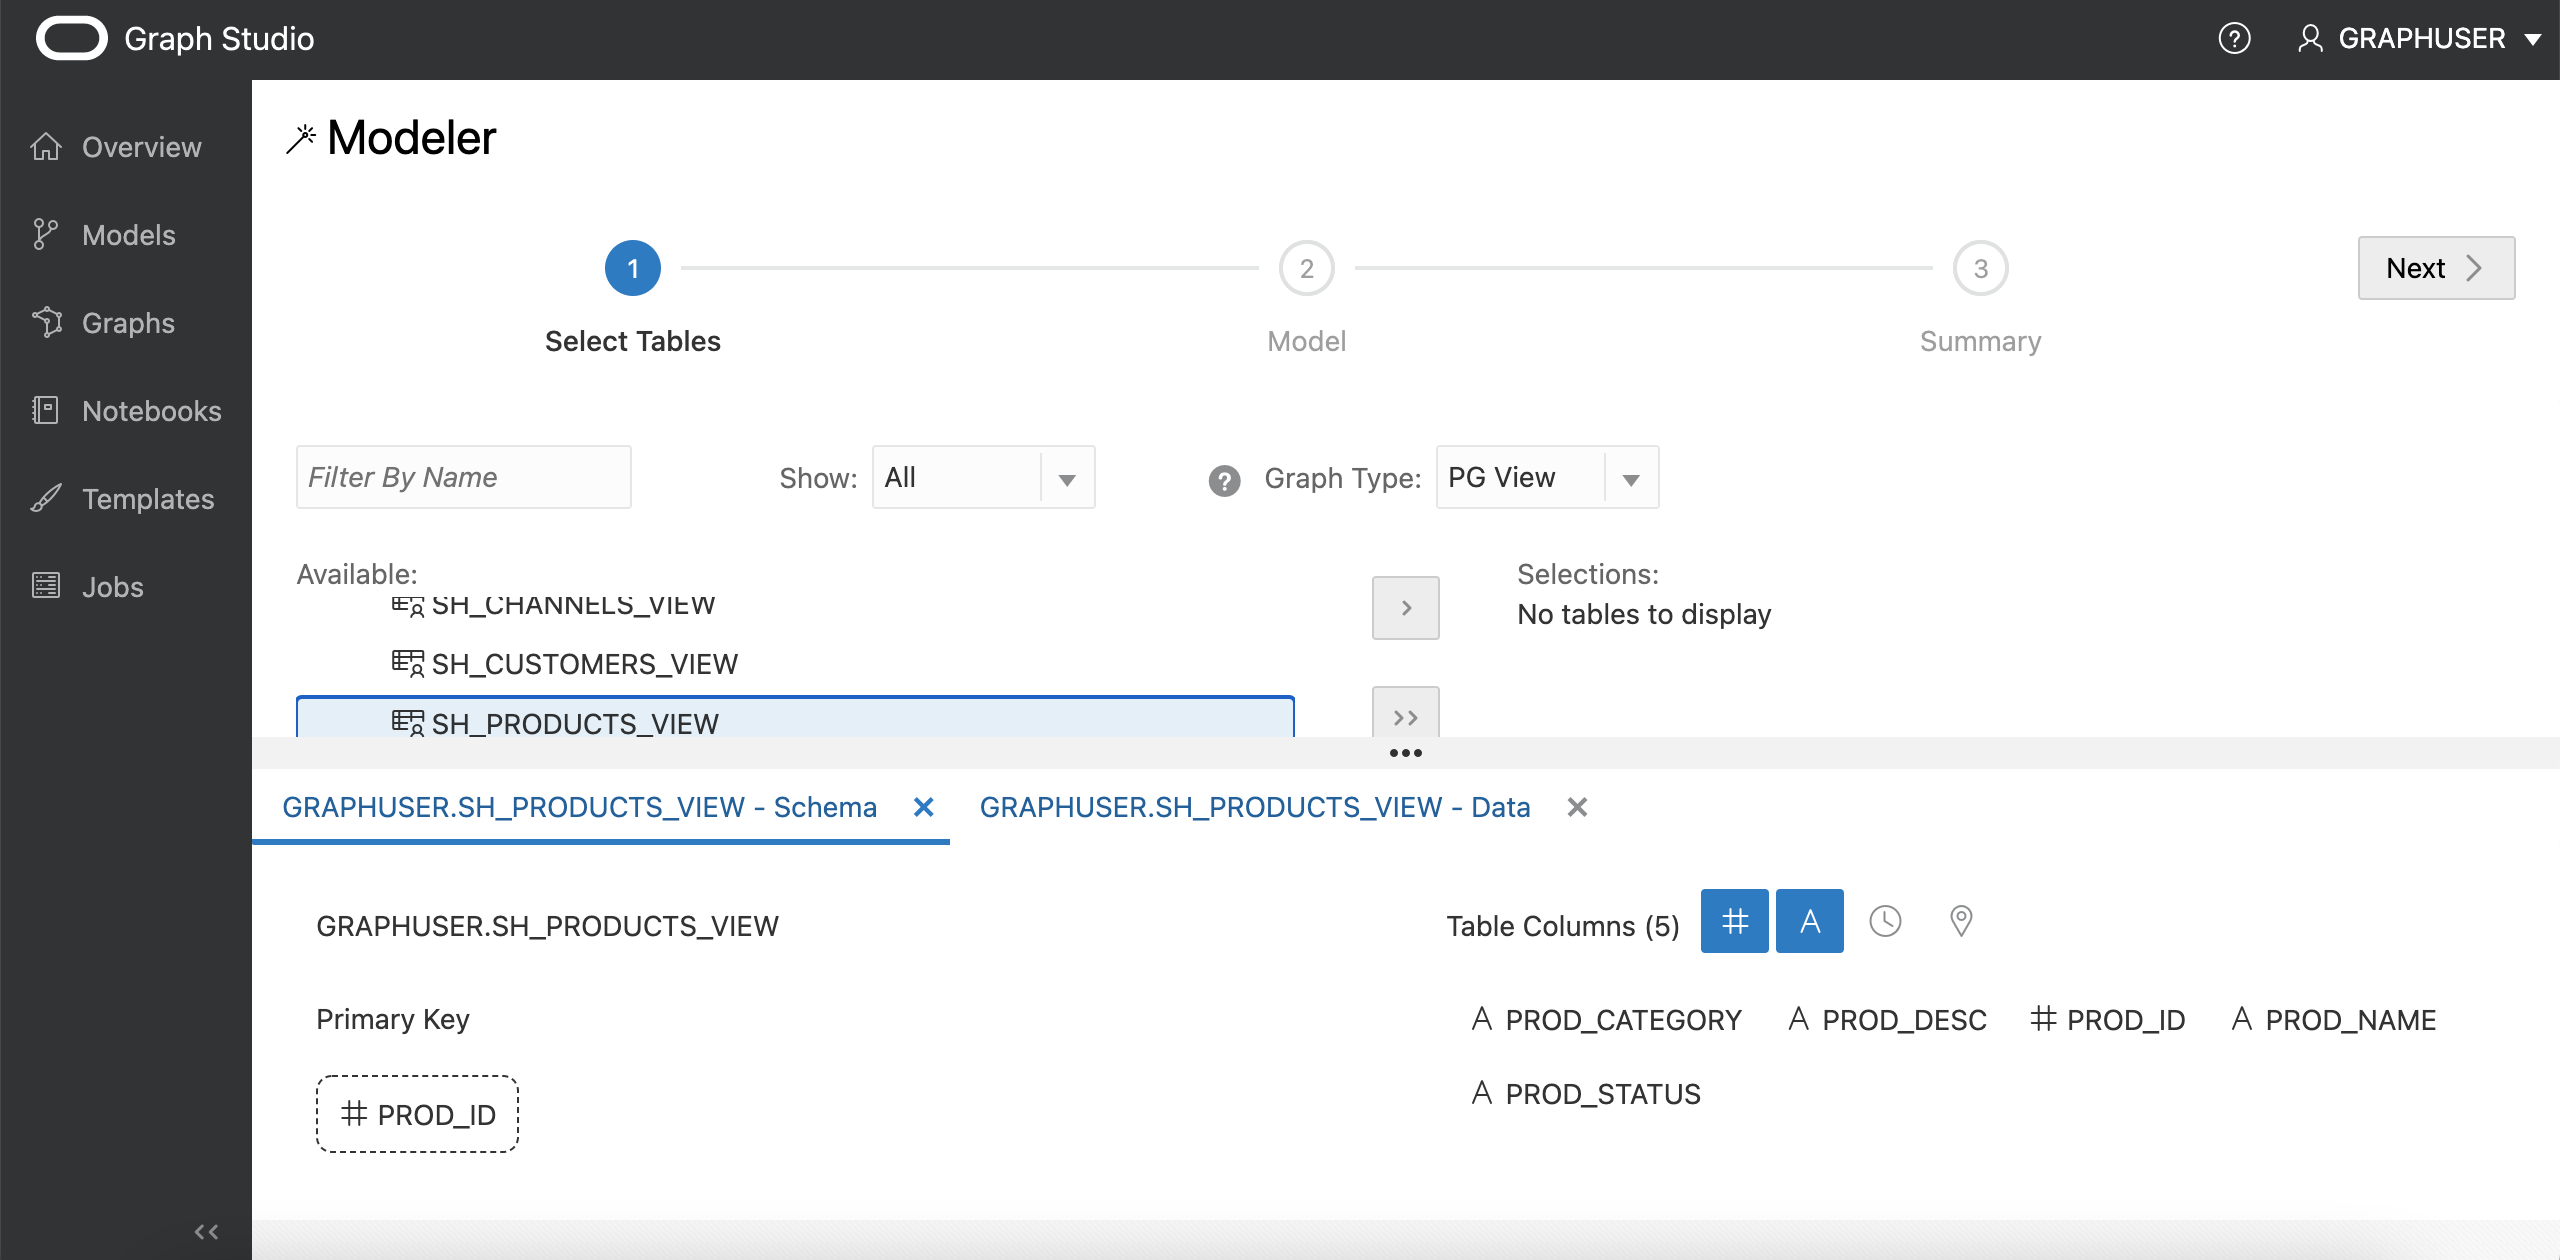 Graph Studio
GRAPHUSER
Overview
Models
Graphs
Notebooks
Templates
Jobs
Modeler
1
2
3
Next
Select Tables
Model
Summary
Filter By Name
Show: All
Graph Type: PG View
Available:
SH_CHANNELS_VIEW
SH_CUSTOMERS_VIEW
SH_PRODUCTS_VIEW
Selections:
No tables to display
GRAPHUSER.SH_PRODUCTS_VIEW - Schema
GRAPHUSER.SH_PRODUCTS_VIEW - Data
GRAPHUSER.SH_PRODUCTS_VIEW
Primary Key
# PROD_ID
Table Columns (5) # A
A PROD_CATEGORY A PROD_DESC # PROD_ID A PROD_NAME
A PROD_STATUS